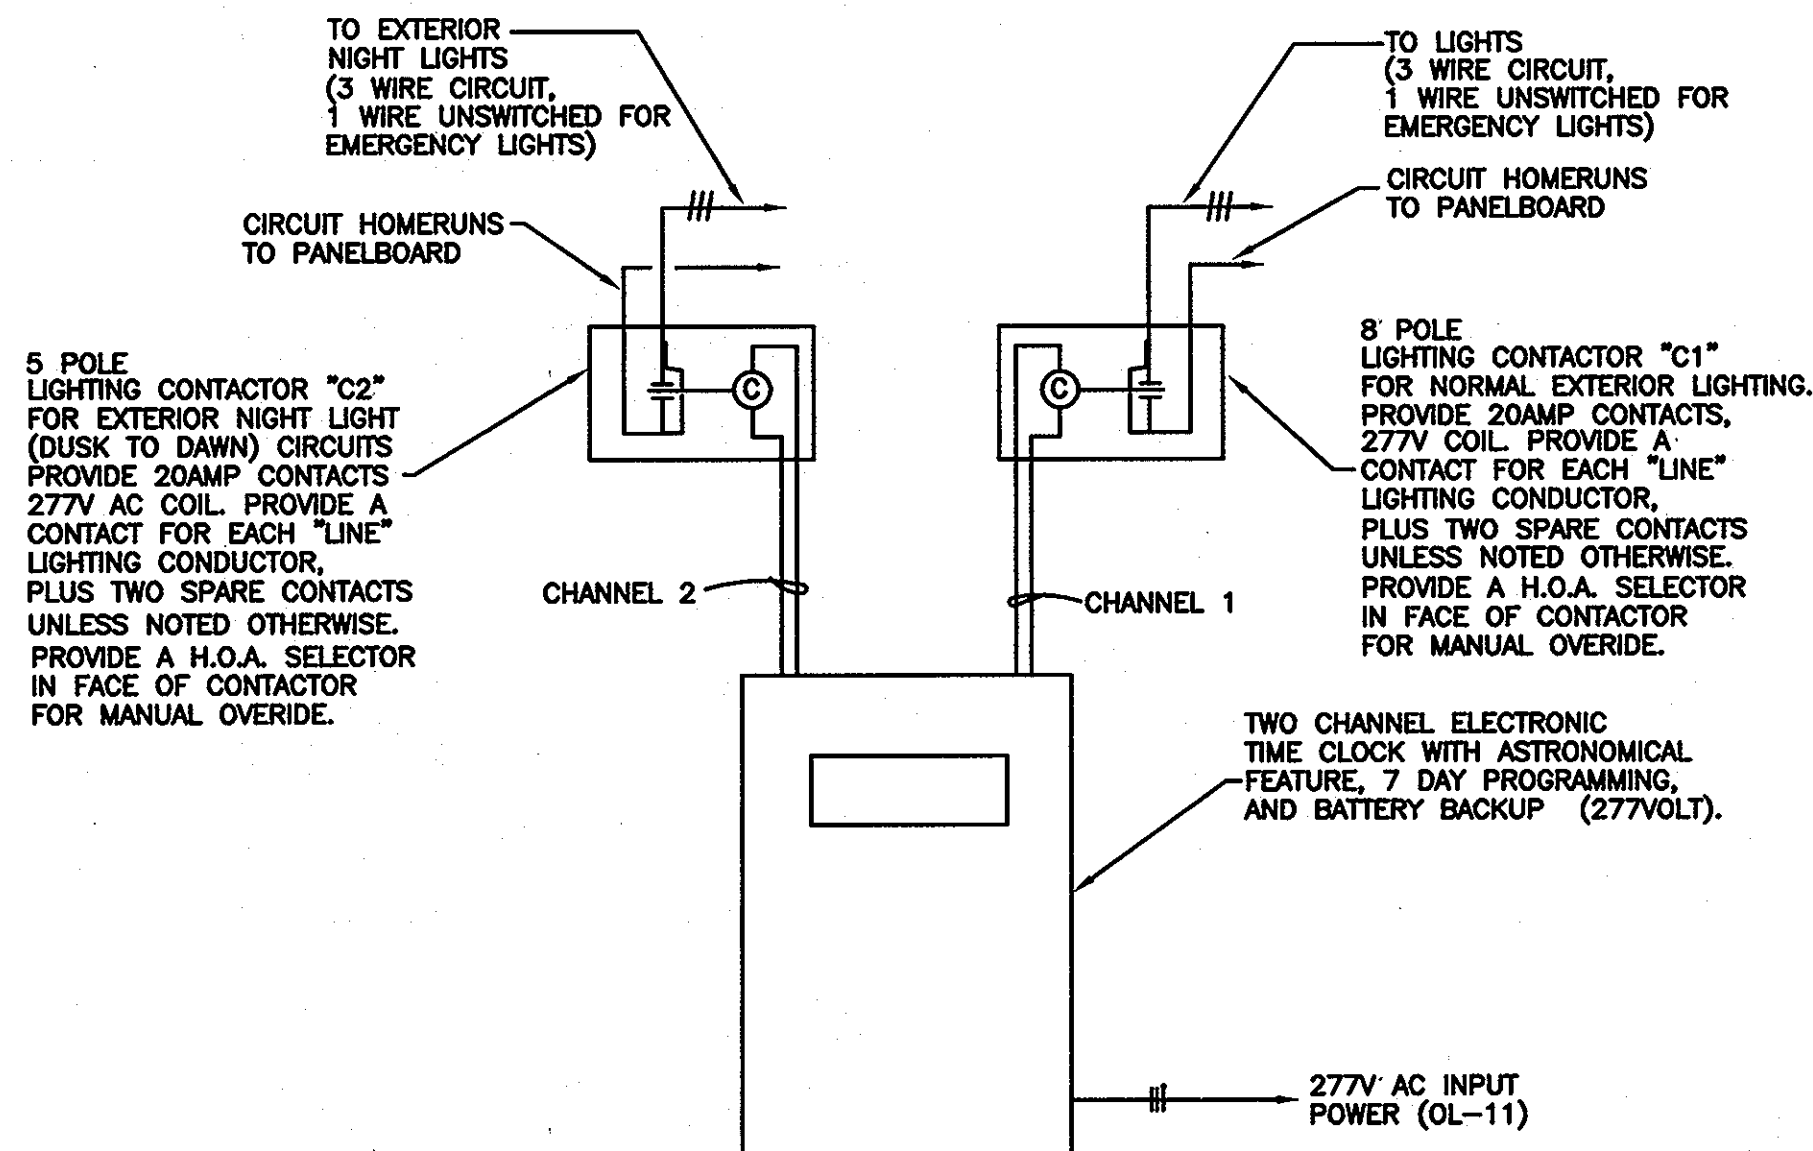 TO EXTERIOR
NIGHT LIGHTS
(3 WIRE CIRCUIT,
1 WIRE UNSWITCHED FOR
EMERGENCY LIGHTS)
TO LIGHTS
(3 WIRE CIRCUIT,
1 WIRE UNSWITCHED FOR
EMERGENCY LIGHTS)
CIRCUIT HOMERUNS
TO PANELBOARD
CIRCUIT HOMERUNS
TO PANELBOARD
5 POLE
LIGHTING CONTACTOR "C2"
FOR EXTERIOR NIGHT LIGHT
(DUSK TO DAWN) CIRCUITS
PROVIDE 20AMP CONTACTS
277V AC COIL. PROVIDE A
CONTACT FOR EACH "LINE"
LIGHTING CONDUCTOR,
PLUS TWO SPARE CONTACTS
UNLESS NOTED OTHERWISE.
PROVIDE A H.O.A. SELECTOR
IN FACE OF CONTACTOR
FOR MANUAL OVERIDE.
C
C
8 POLE
LIGHTING CONTACTOR "C1"
FOR NORMAL EXTERIOR LIGHTING.
PROVIDE 20AMP CONTACTS,
277V COIL. PROVIDE A
CONTACT FOR EACH "LINE"
LIGHTING CONDUCTOR,
PLUS TWO SPARE CONTACTS
UNLESS NOTED OTHERWISE.
PROVIDE A H.O.A. SELECTOR
IN FACE OF CONTACTOR
FOR MANUAL OVERIDE.
CHANNEL 2
CHANNEL 1
TWO CHANNEL ELECTRONIC
TIME CLOCK WITH ASTRONOMICAL
FEATURE, 7 DAY PROGRAMMING,
AND BATTERY BACKUP (277VOLT).
277V AC INPUT
POWER (OL-11)